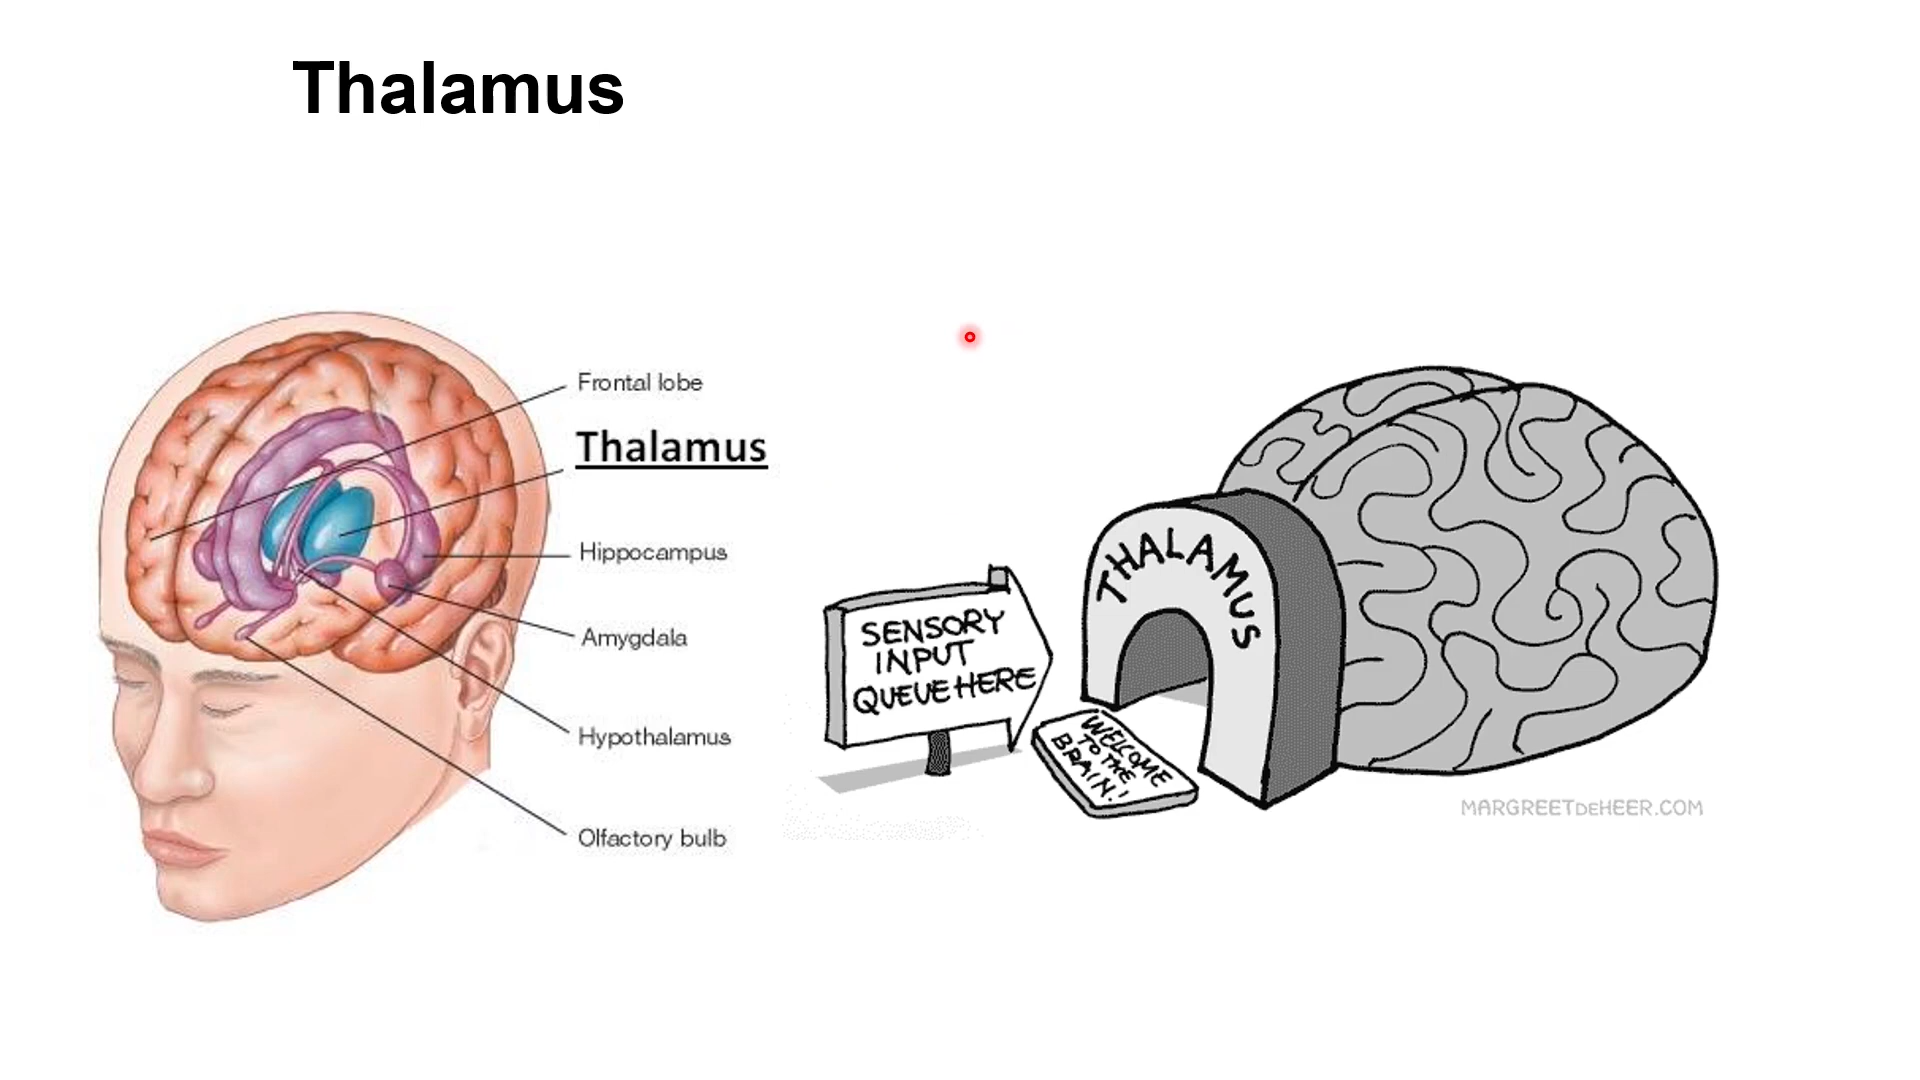 Thalamus
Frontal lobe
Thalamus
Hippocampus
Amygdala
Hypothalamus
Olfactory bulb
SENSORY
INPUT
QUEUE HERE
THALAMUS
WELCOME
TO THE
BRAIN!
MARGREETDEHEER.COM